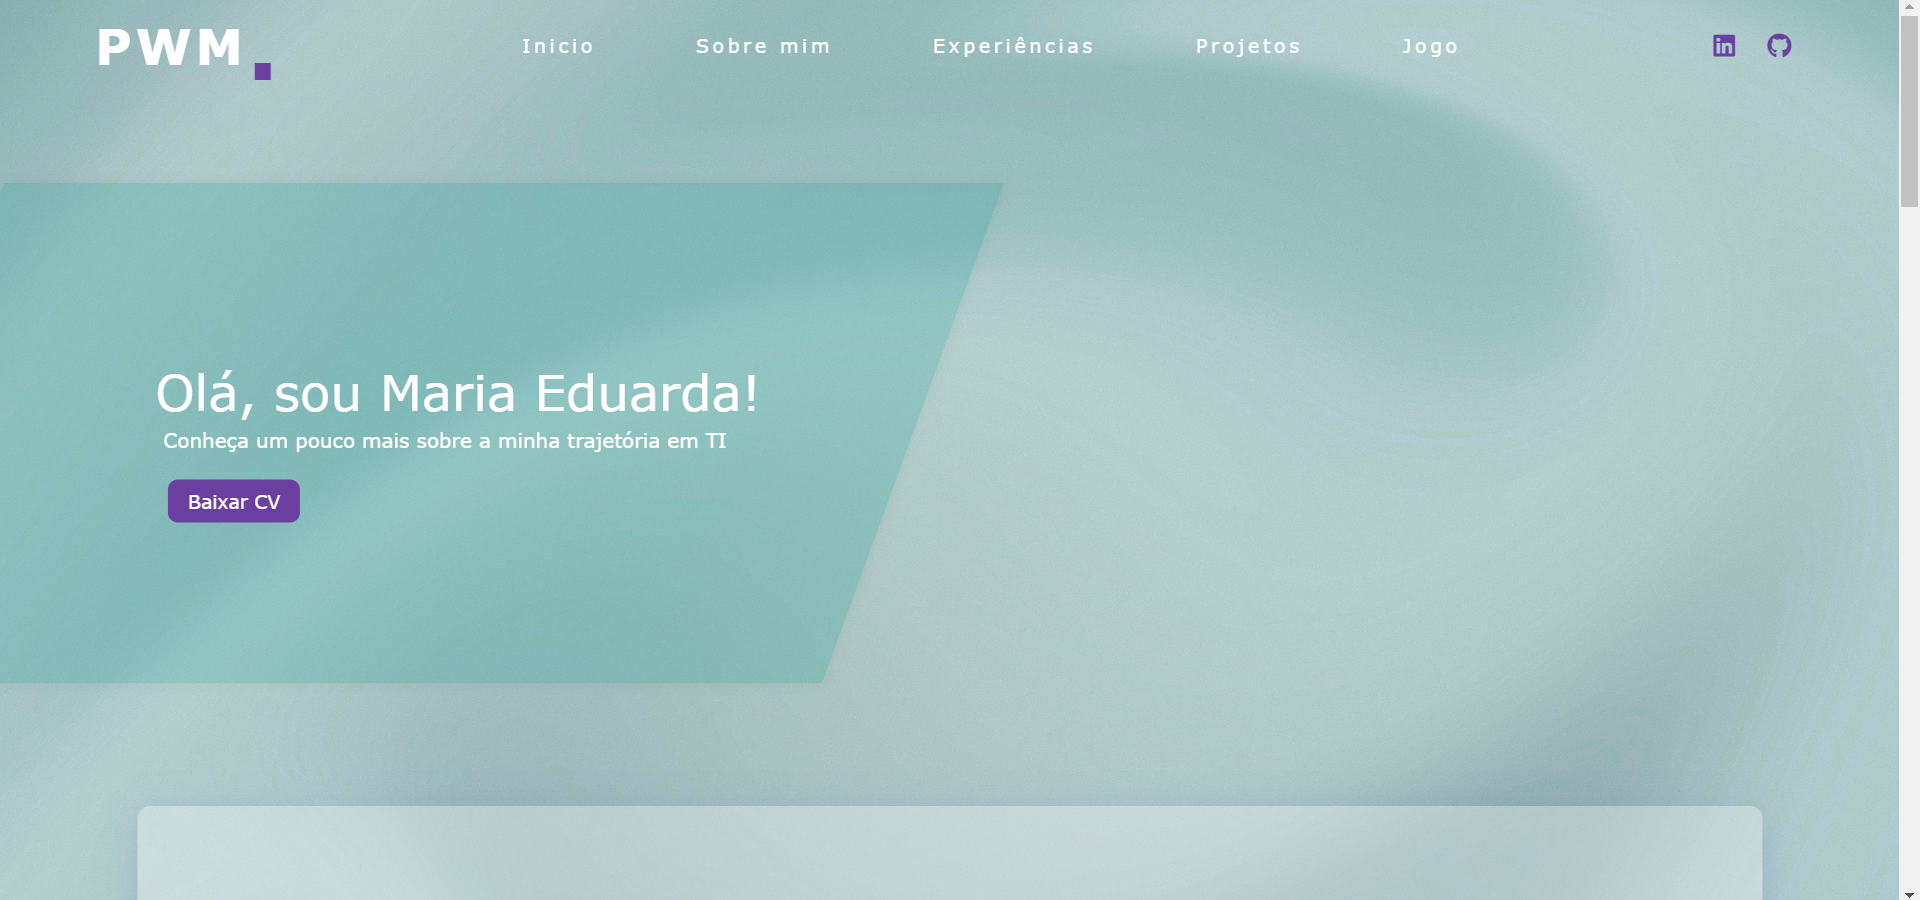 PWM.
Inicio
Sobre mim
Experiências
Projetos
Jogo
Olá, sou Maria Eduarda!
Conheça um pouco mais sobre a minha trajetória em TI
Baixar CV